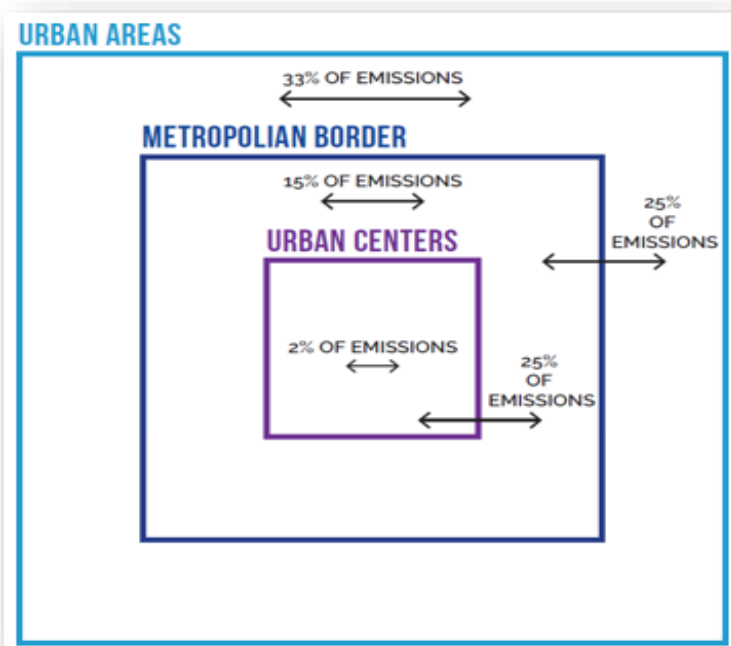 URBAN AREAS
33% OF EMISSIONS
METROPOLIAN BORDER
15% OF EMISSIONS
25%
OF
EMISSIONS
URBAN CENTERS
2% OF EMISSIONS
25%
OF
EMISSIONS